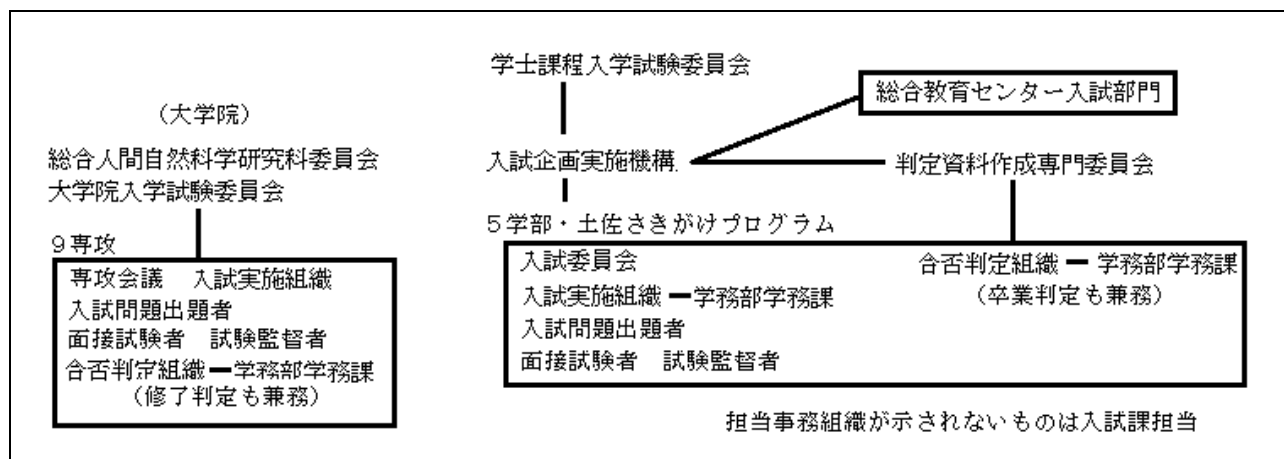 (大学院)
総合人間自然科学研究科委員会
大学院入学試験委員会
9専攻
専攻会議 入試実施組織
入試問題出題者
面接試験者 試験監督者
合否判定組織ー学務部学務課
(修了判定も兼務)
学士課程入学試験委員会
総合教育センター入試部門
入試企画実施機構
判定資料作成専門委員会
5学部・土佐さきがけプログラム
入試委員会
入試実施組織ー学務部学務課
入試問題出題者
面接試験者 試験監督者
合否判定組織ー学務部学務課
(卒業判定も兼務)
担当事務組織が示されないものは入試課担当